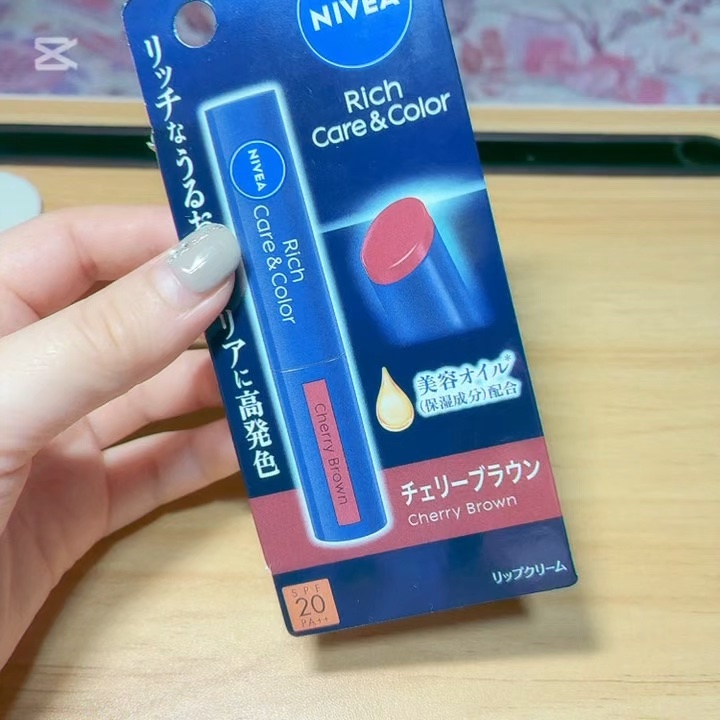 NIVEA
Rich
Care & Color
リッチなうるお
リアに高発色
NIVEA
Rich
Care & Color
Cherry Brown
美容オイル*
(保湿成分)配合
チェリーブラウン
Cherry Brown
リップクリーム
SPF
20
PA++